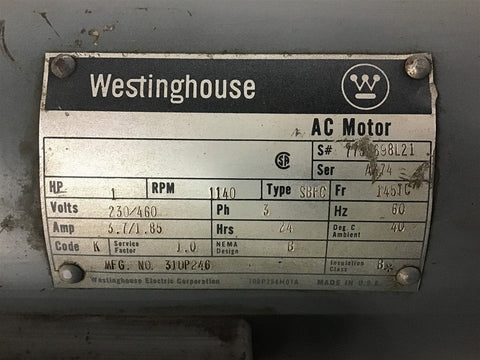 Westinghouse
AC Motor
S#
SA
Ser
HP 1 RPM 1140 Type SBFC Fr 145TC
Volts 230/460 Ph 3 Hz 60
Amp 3.7/1.85 Hrs 24 Deg. C Ambient 40
Code K Service Factor 1.0 NEMA Design B
MFG. NO. 310P246 Insulation Class B
Westinghouse Electric Corporation MADE IN U.S.A.